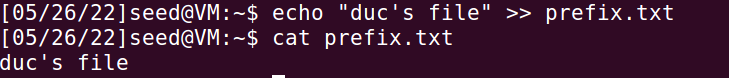 [05/26/22]seed@VM:~$ echo "duc's file" >> prefix.txt
[05/26/22]seed@VM:~$ cat prefix.txt
duc's file